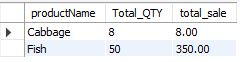 productName Total_QTY total_sale
Cabbage 8 8.00
Fish 50 350.00